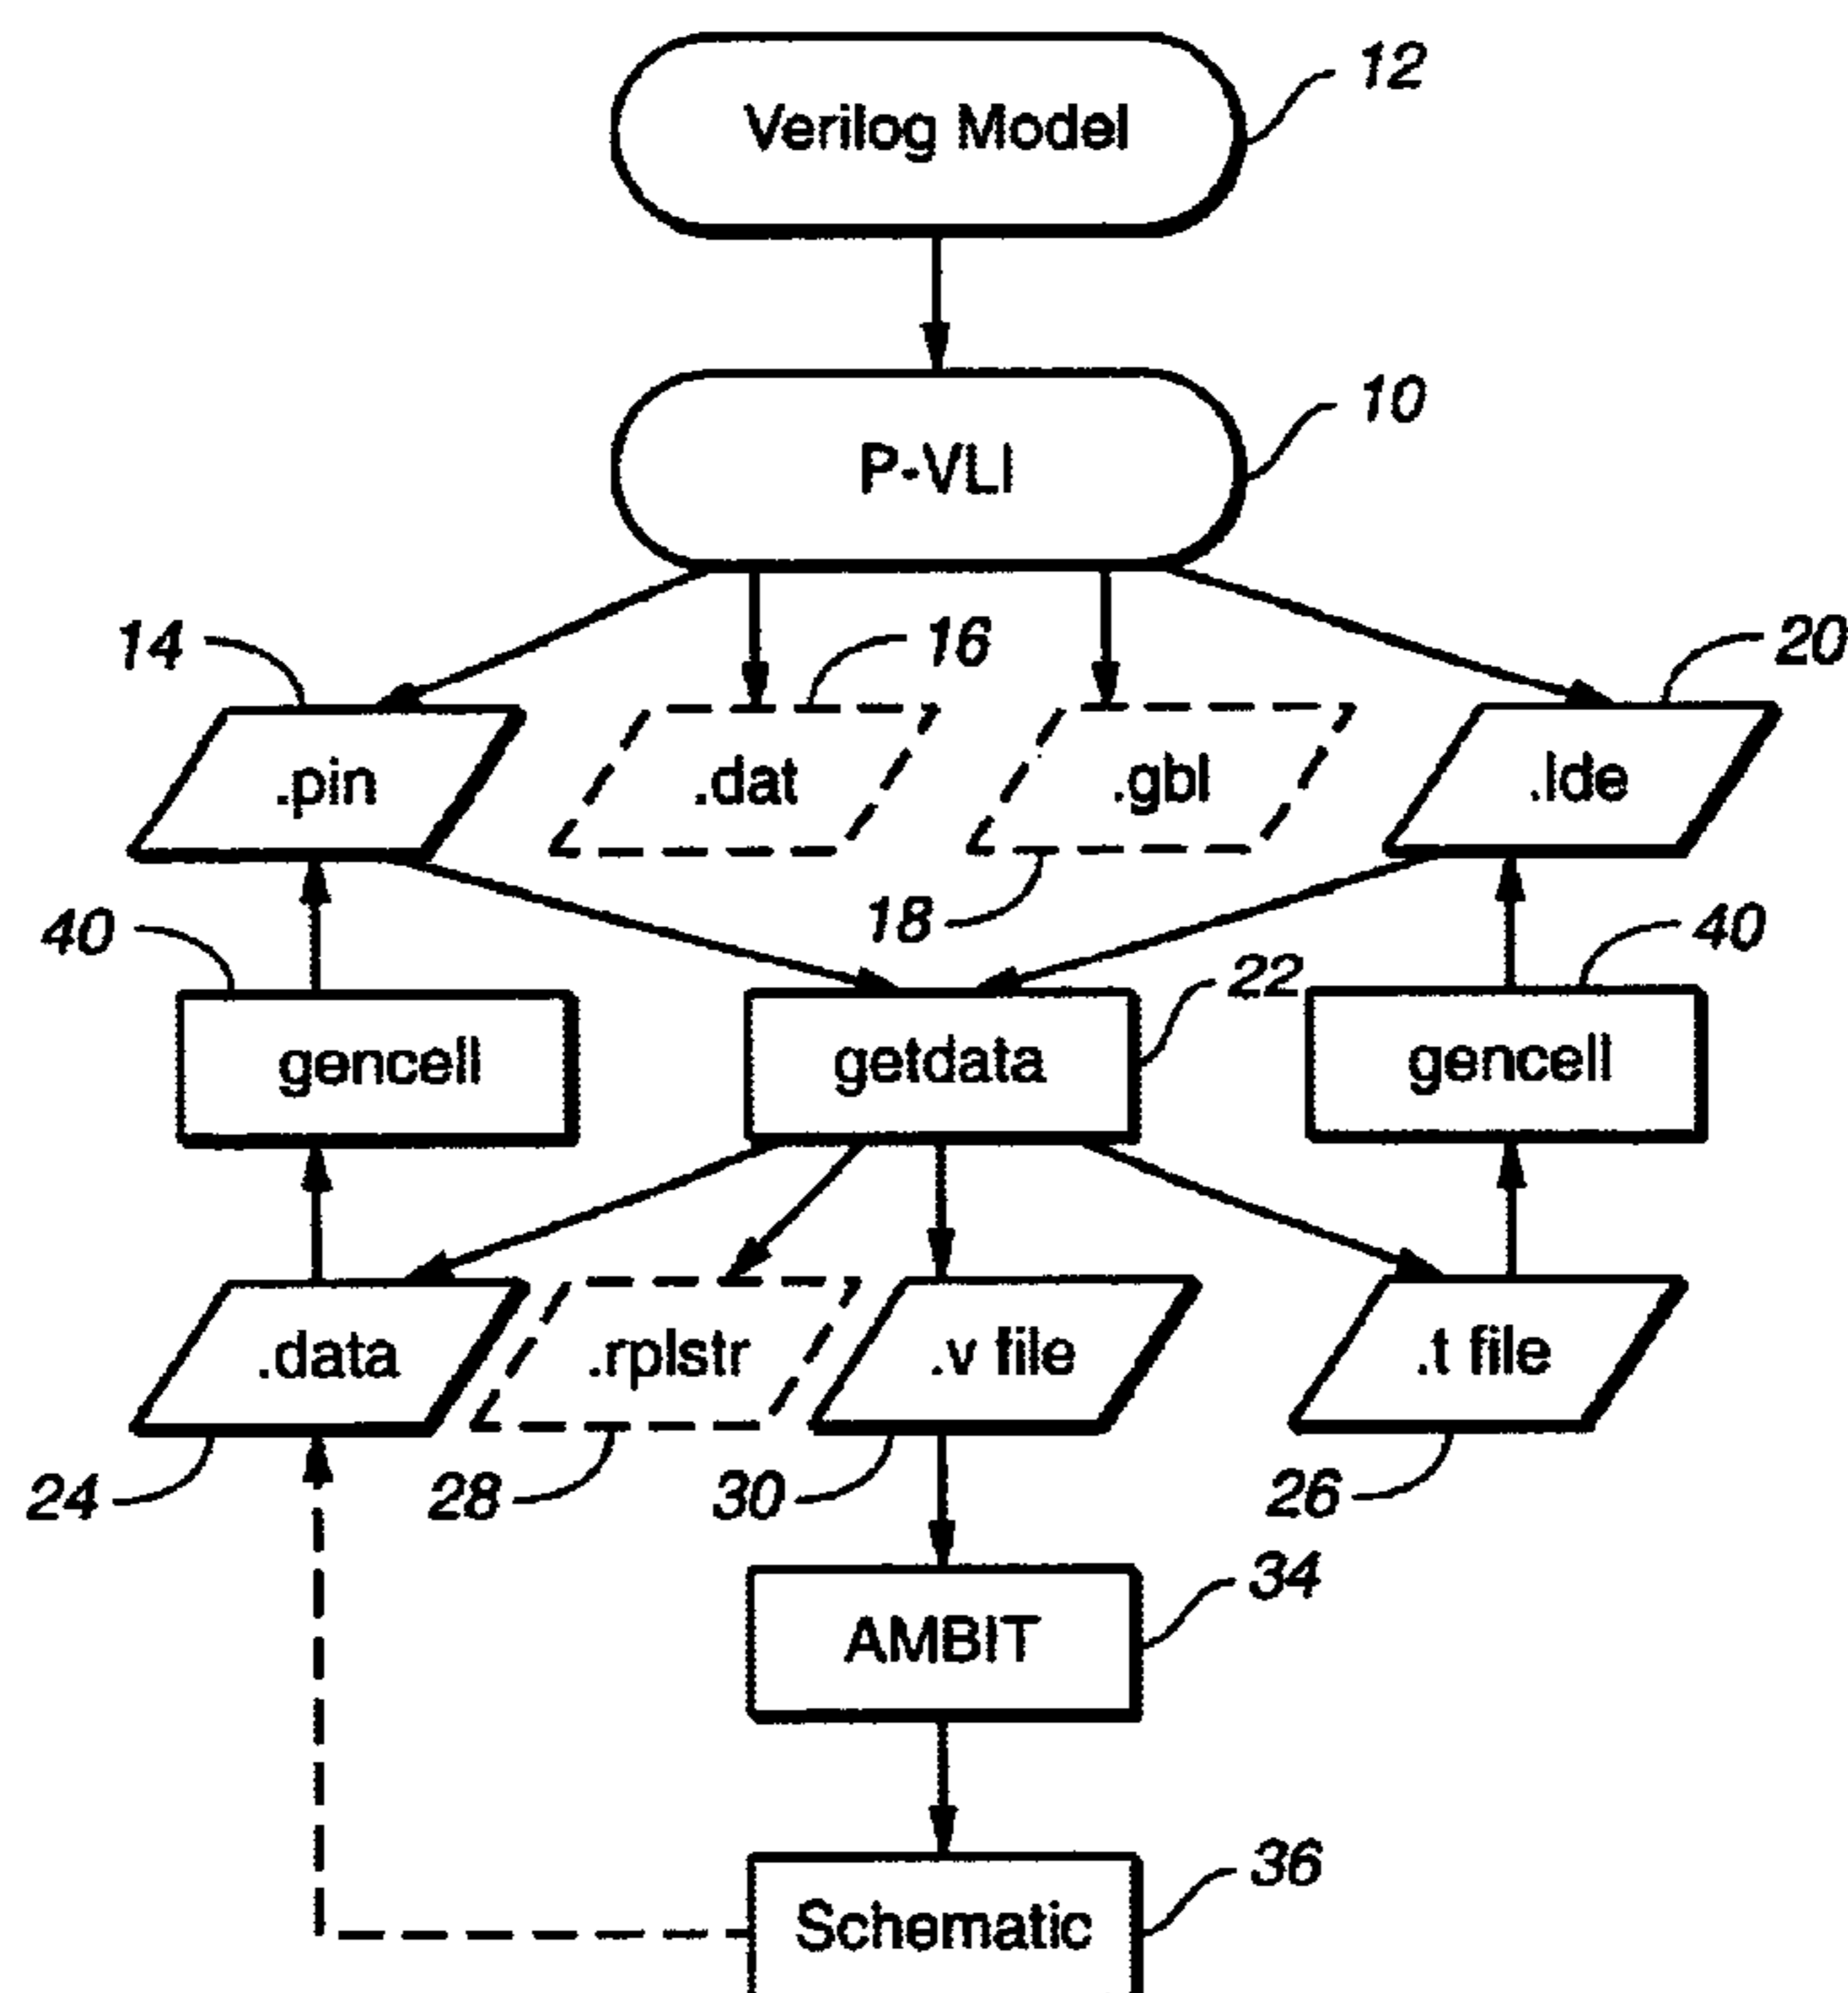 12
Verilog Model
10
P-VLI
14
16
20
.pin
.dat
.gbl
.lde
18
40
40
22
gencell
getdata
gencell
.data
.rplstr
.v file
.t file
24
28
30
26
34
AMBIT
36
Schematic